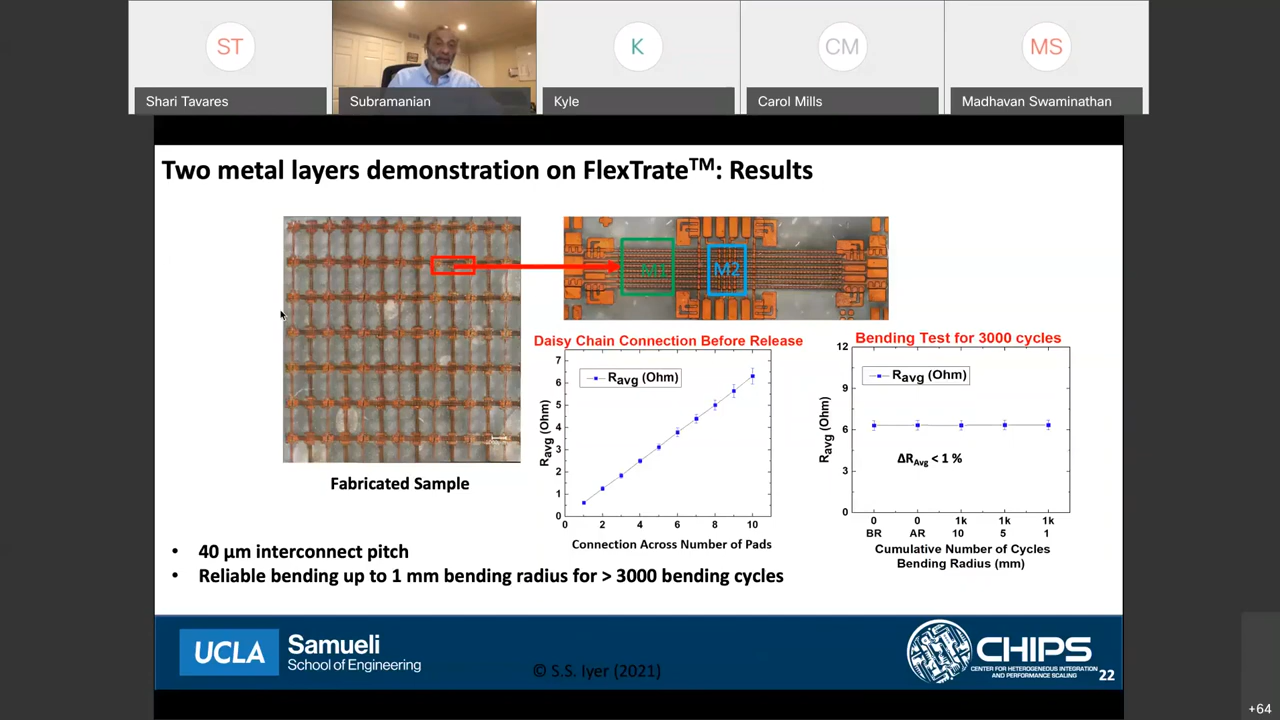 ST
K
CM
MS
Shari Tavares
Subramanian
Kyle
Carol Mills
Madhavan Swaminathan
Two metal layers demonstration on FlexTrate™: Results
M1
M2
Daisy Chain Connection Before Release
Ravg (Ohm)
Ravg (Ohm)
7
6
5
4
3
2
1
0
0 2 4 6 8 10
Connection Across Number of Pads
Bending Test for 3000 cycles
Ravg (Ohm)
Ravg (Ohm)
ΔRAvg < 1 %
12
9
6
3
0
0 0 1k 1k 1k
BR AR 10 5 1
Cumulative Number of Cycles
Bending Radius (mm)
Fabricated Sample
• 40 µm interconnect pitch
• Reliable bending up to 1 mm bending radius for > 3000 bending cycles
UCLA Samueli
School of Engineering
© S.S. Iyer (2021)
CHIPS
CENTER FOR HETEROGENEOUS INTEGRATION
AND PERFORMANCE SCALING
22
+64